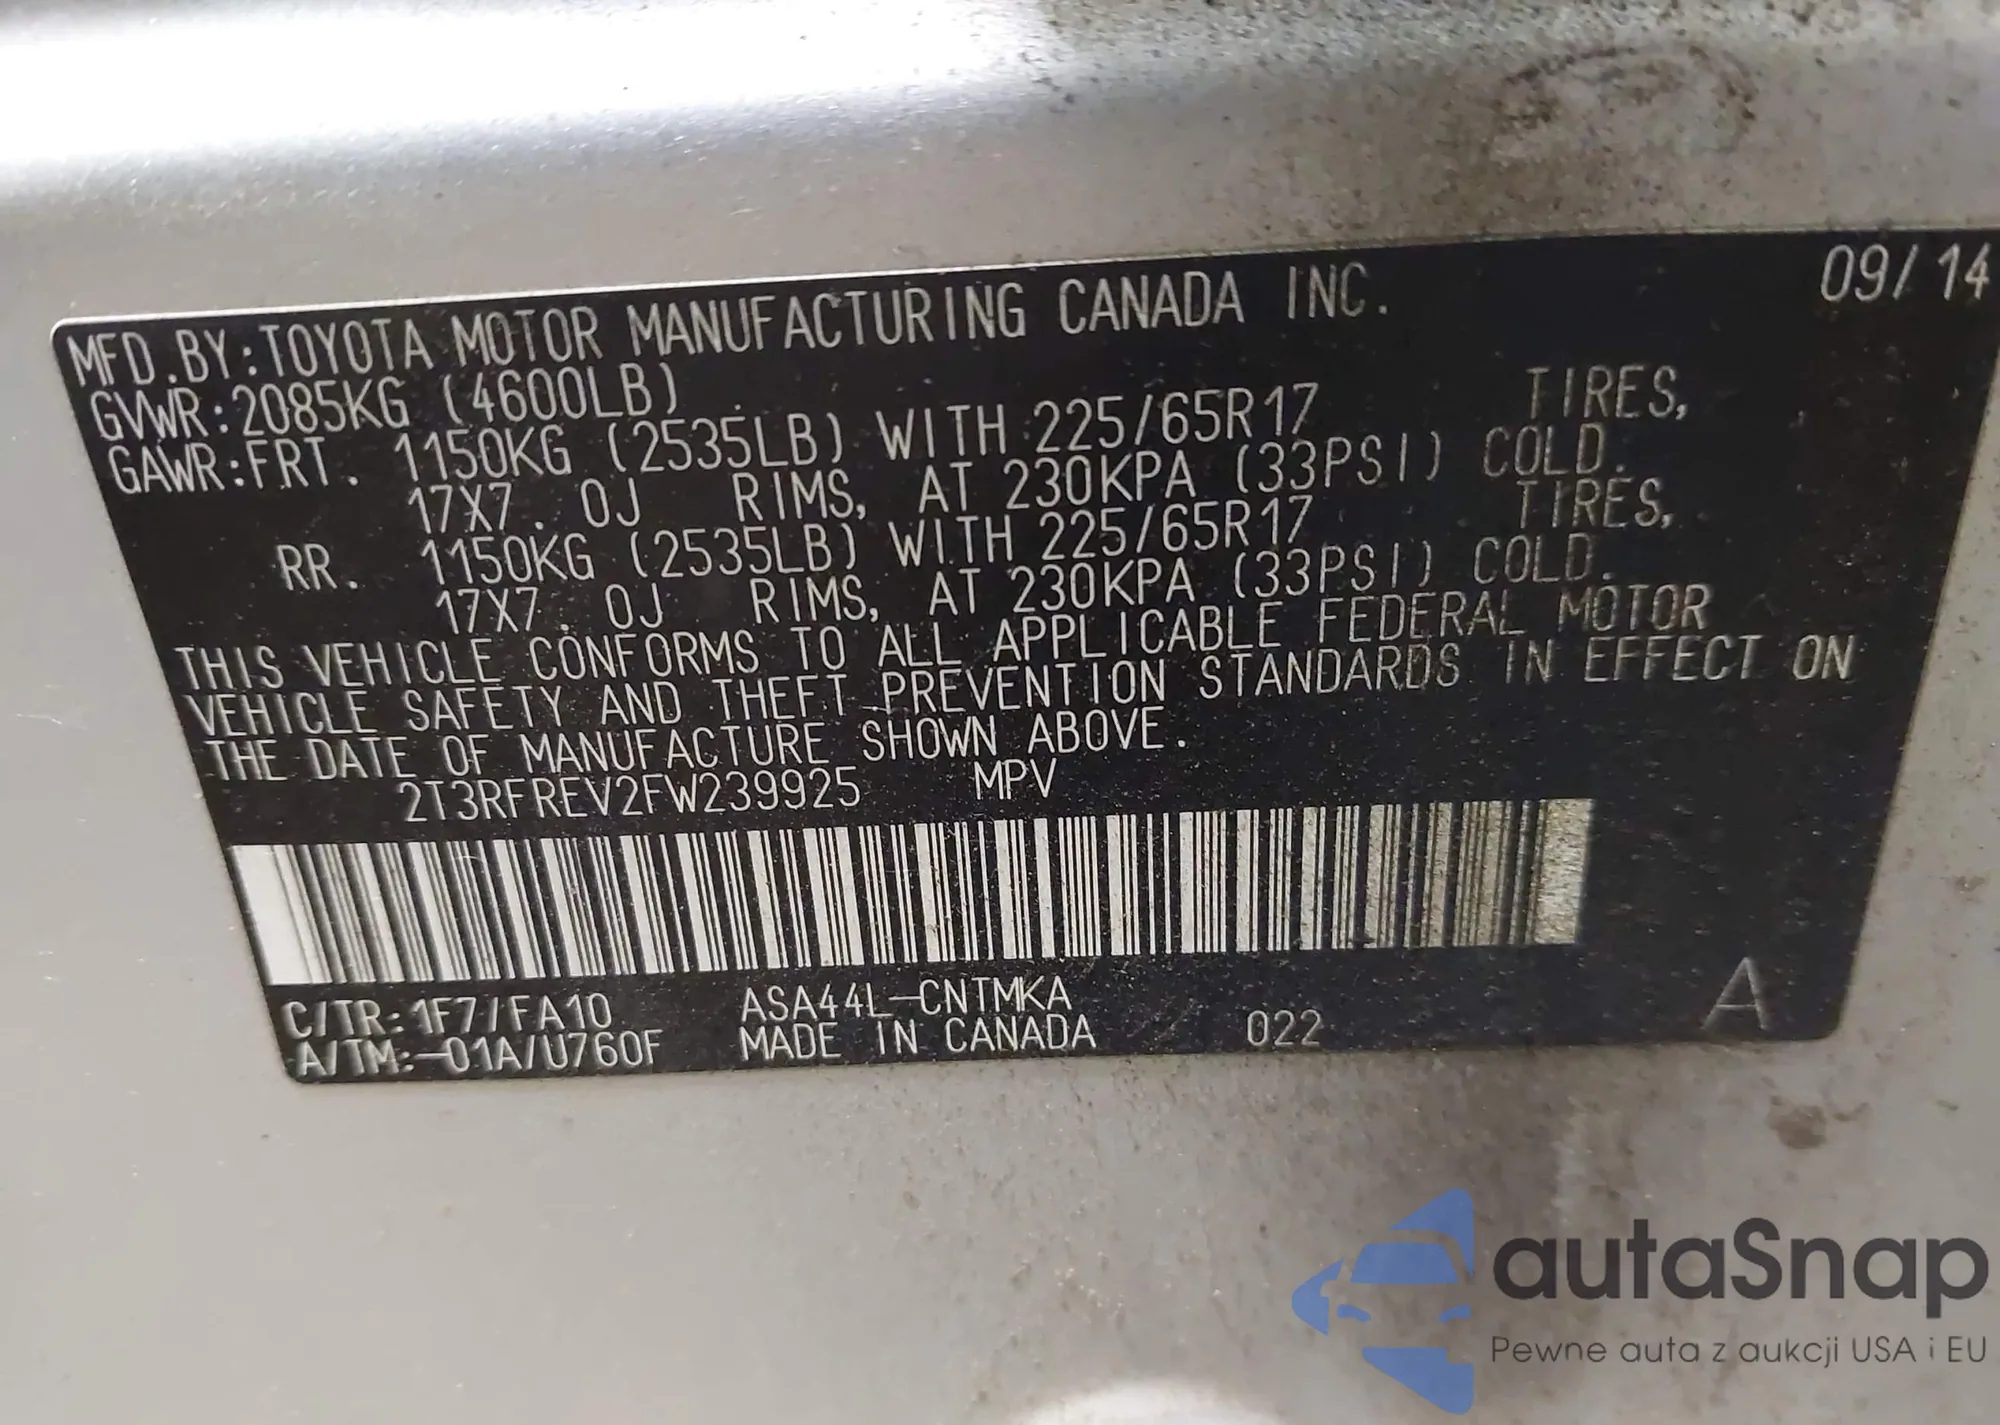 09/14
MFD.BY:TOYOTA MOTOR MANUFACTURING CANADA INC.
GVWR:2085KG (4600LB)
GAWR:FRT. 1150KG (2535LB) WITH 225/65R17 TIRES,
17X7.0J RIMS, AT 230KPA (33PSI) COLD.
RR. 1150KG (2535LB) WITH 225/65R17 TIRES,
17X7.0J RIMS, AT 230KPA (33PSI) COLD.
THIS VEHICLE CONFORMS TO ALL APPLICABLE FEDERAL MOTOR
VEHICLE SAFETY AND THEFT PREVENTION STANDARDS IN EFFECT ON
THE DATE OF MANUFACTURE SHOWN ABOVE.
2T3RFREV2FW239925 MPV
C/TR:1F7/FA10 ASA44L-CNTMKA
A/TM:-01A/U760F MADE IN CANADA 022 A
autaSnap
Pewne auta z aukcji USA i EU